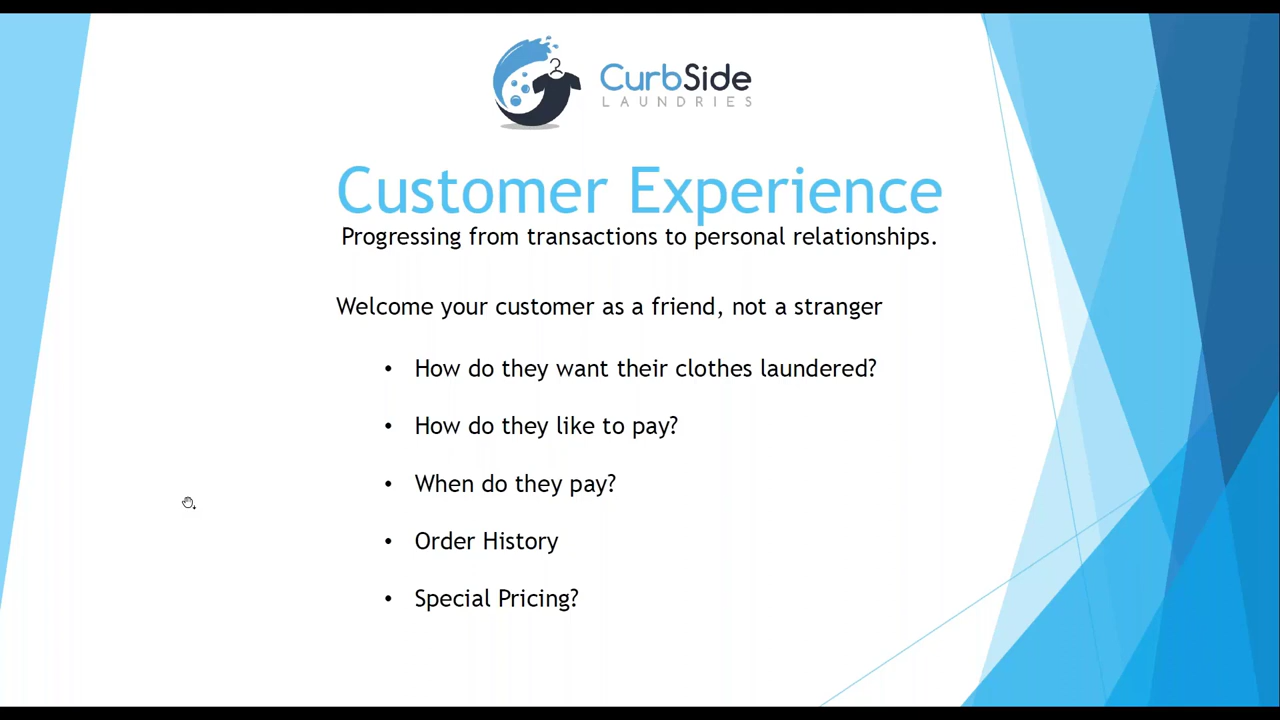 CurbSide
LAUNDRIES
Customer Experience
Progressing from transactions to personal relationships.
Welcome your customer as a friend, not a stranger
• How do they want their clothes laundered?
• How do they like to pay?
• When do they pay?
• Order History
• Special Pricing?